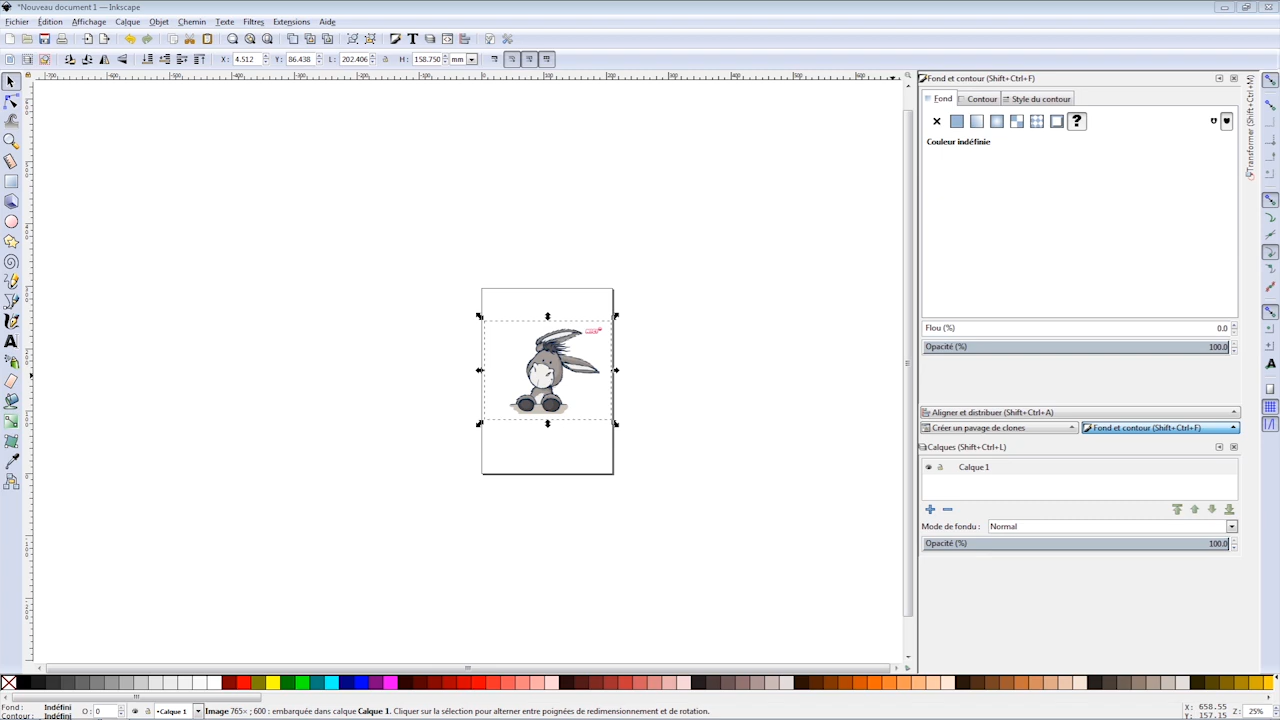 *Nouveau document 1 — Inkscape
Fichier Édition Affichage Calque Objet Chemin Texte Filtres Extensions Aide
X: 4.512 Y: 86.438 L: 202.406 H: 158.750 mm
Fond et contour (Shift+Ctrl+F)
Fond Contour Style du contour
?
Couleur indéfinie
Transformer (Shift+Ctrl+M)
Flou (%) 0.0
Opacité (%) 100.0
Aligner et distribuer (Shift+Ctrl+A)
Créer un pavage de clones Fond et contour (Shift+Ctrl+F)
Calques (Shift+Ctrl+L)
Calque 1
Mode de fondu : Normal
Opacité (%) 100.0
Fond : Indéfini
Contour : Indéfini
O: 0
•Calque 1
Image 765× ; 600 : embarquée dans calque Calque 1. Cliquer sur la sélection pour alterner entre poignées de redimensionnement et de rotation.
X: 658.55
Y: 157.15
Z: 25%